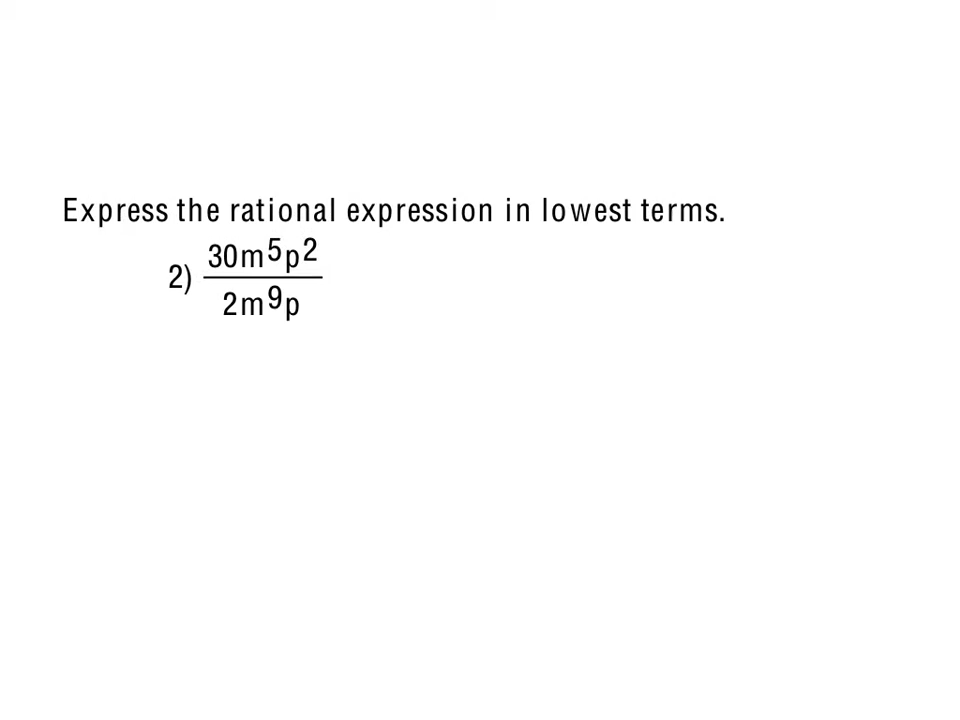 Express the rational expression in lowest terms.
2) 30m⁵p²
2m⁹p